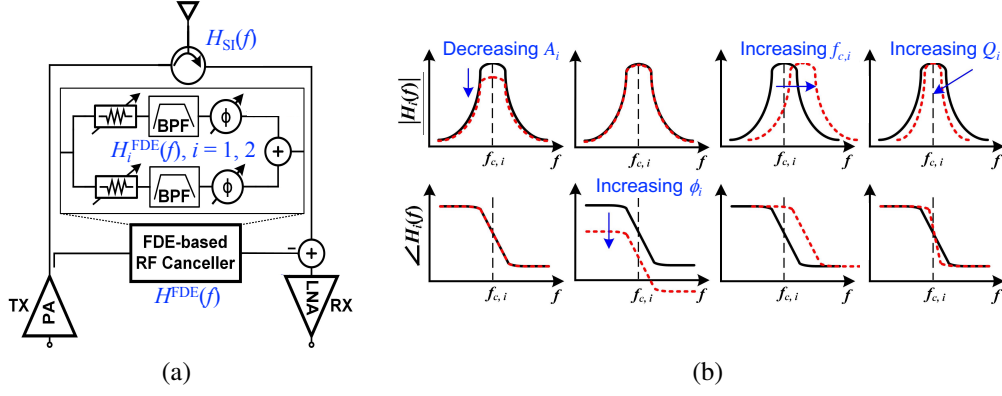 H_SI(f)
BPF
ϕ
H_i^FDE(f), i = 1, 2
+
BPF
ϕ
FDE-based
RF Canceller
−
+
H^FDE(f)
TX
PA
LNA
RX
(a)
Decreasing A_i
Increasing f_c,i
Increasing Q_i
|H_i(f)|
f_c, i
f
f_c, i
f
f_c, i
f
f_c, i
f
Increasing ϕ_i
∠H_i(f)
f_c, i
f
f_c, i
f
f_c, i
f
f_c, i
f
(b)